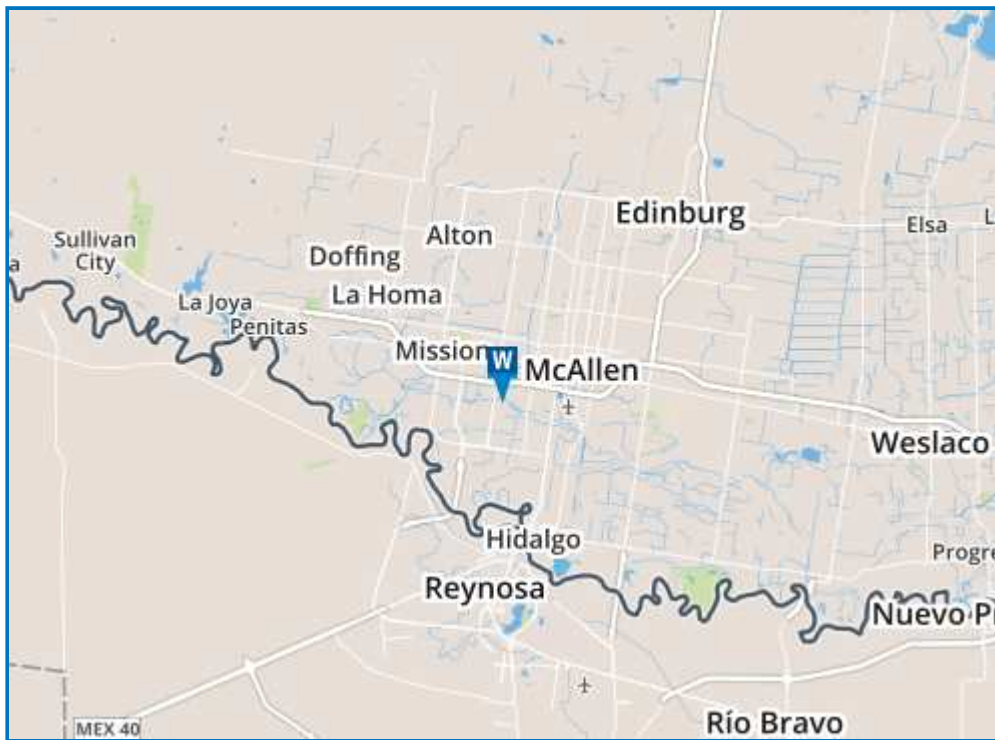 Edinburg
Elsa
L
Sullivan
City
a
Alton
Doffing
La Homa
La Joya
Penitas
Mission
W
McAllen
Weslaco
Hidalgo
Progre
Reynosa
Nuevo Pr
MEX 40
Río Bravo